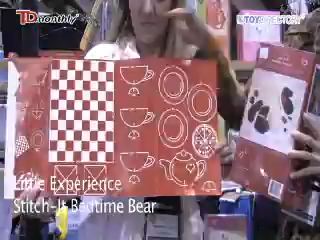 TDmonthly
TOYDIRECTORY
Little Experience
Stitch-It Bedtime Bear